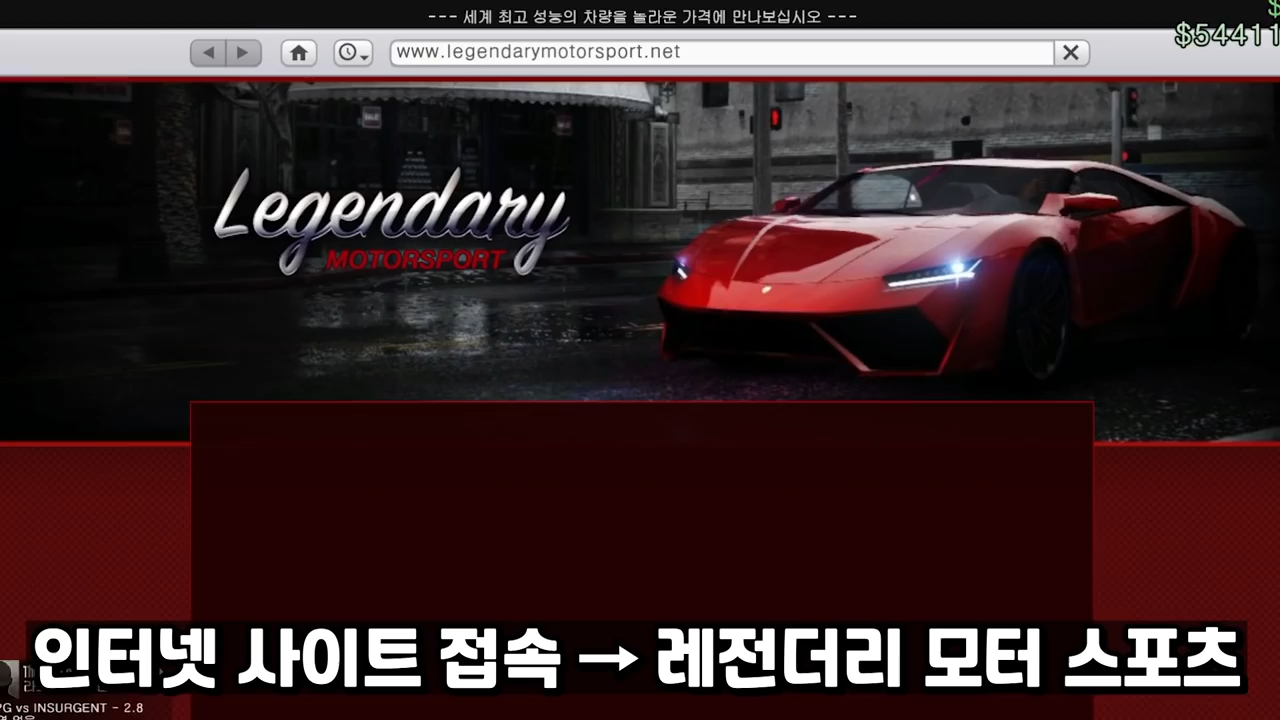 --- 세계 최고 성능의 차량을 놀라운 가격에 만나보십시오 ---
$54411
www.legendarymotorsport.net
Legendary
MOTORSPORT
인터넷 사이트 접속 → 레전더리 모터 스포츠
vs INSURGENT - 2.8